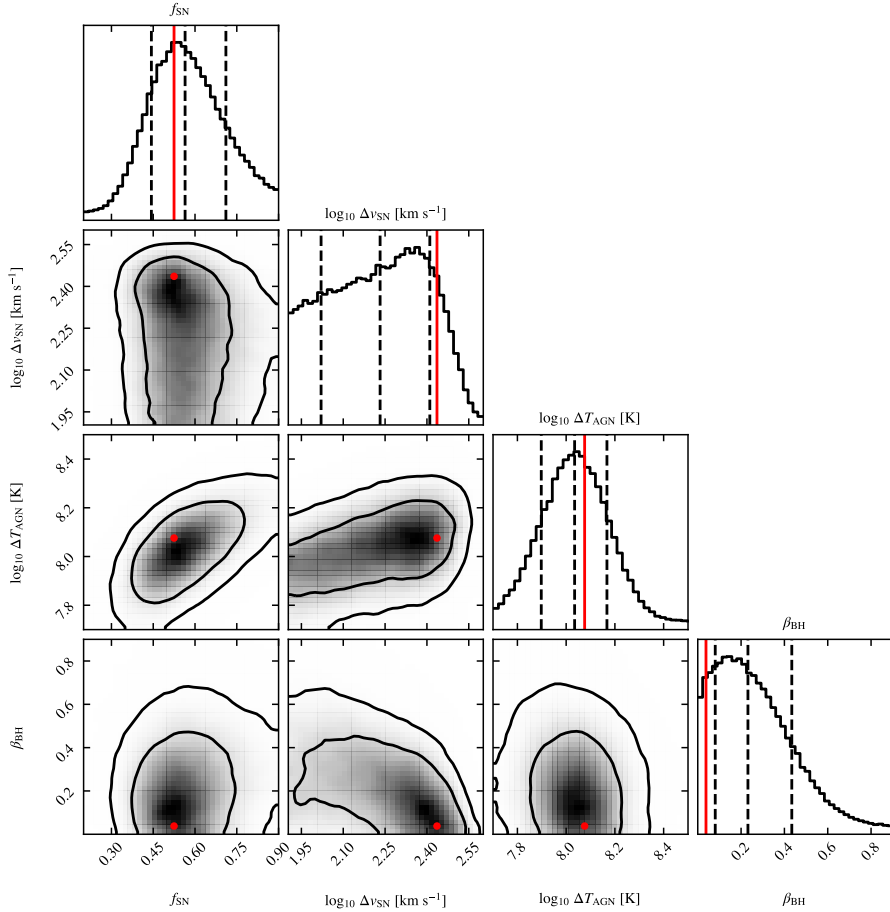 f_SN
log₁₀ Δv_SN [km s⁻¹]
log₁₀ Δv_SN [km s⁻¹]
2.55
2.40
2.25
2.10
1.95
log₁₀ ΔT_AGN [K]
log₁₀ ΔT_AGN [K]
8.4
8.2
8.0
7.8
β_BH
β_BH
0.8
0.6
0.4
0.2
0.30 0.45 0.60 0.75 0.90 1.95 2.10 2.25 2.40 2.55 7.8 8.0 8.2 8.4 0.2 0.4 0.6 0.8
f_SN log₁₀ Δv_SN [km s⁻¹] log₁₀ ΔT_AGN [K] β_BH